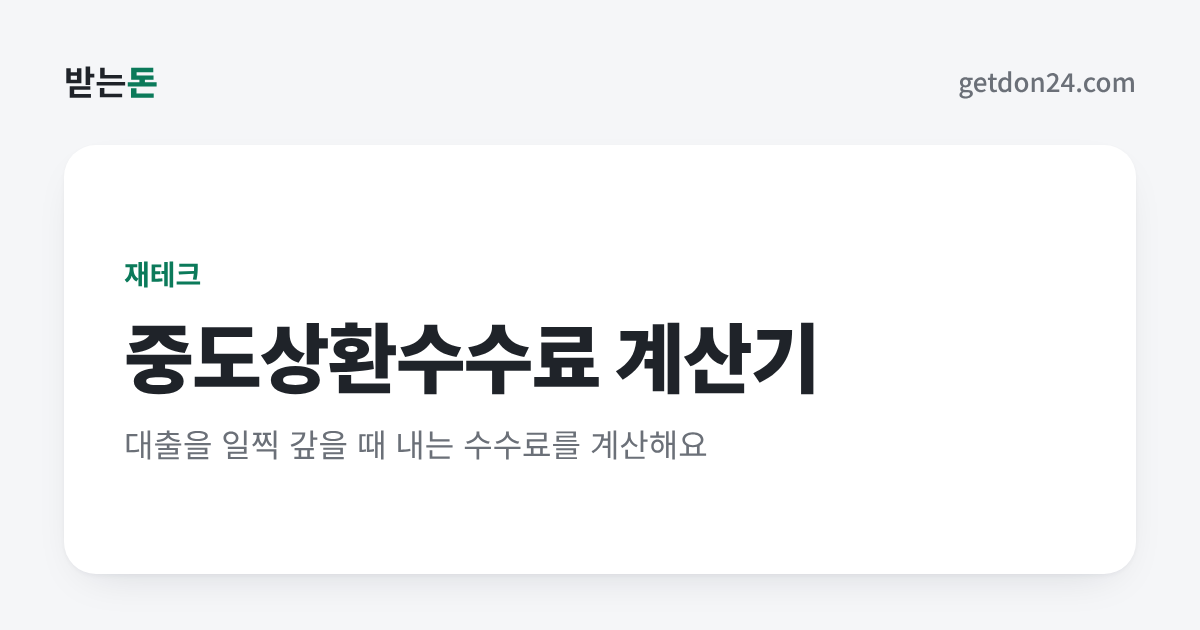 받는돈
getdon24.com
재테크
중도상환수수료 계산기
대출을 일찍 갚을 때 내는 수수료를 계산해요